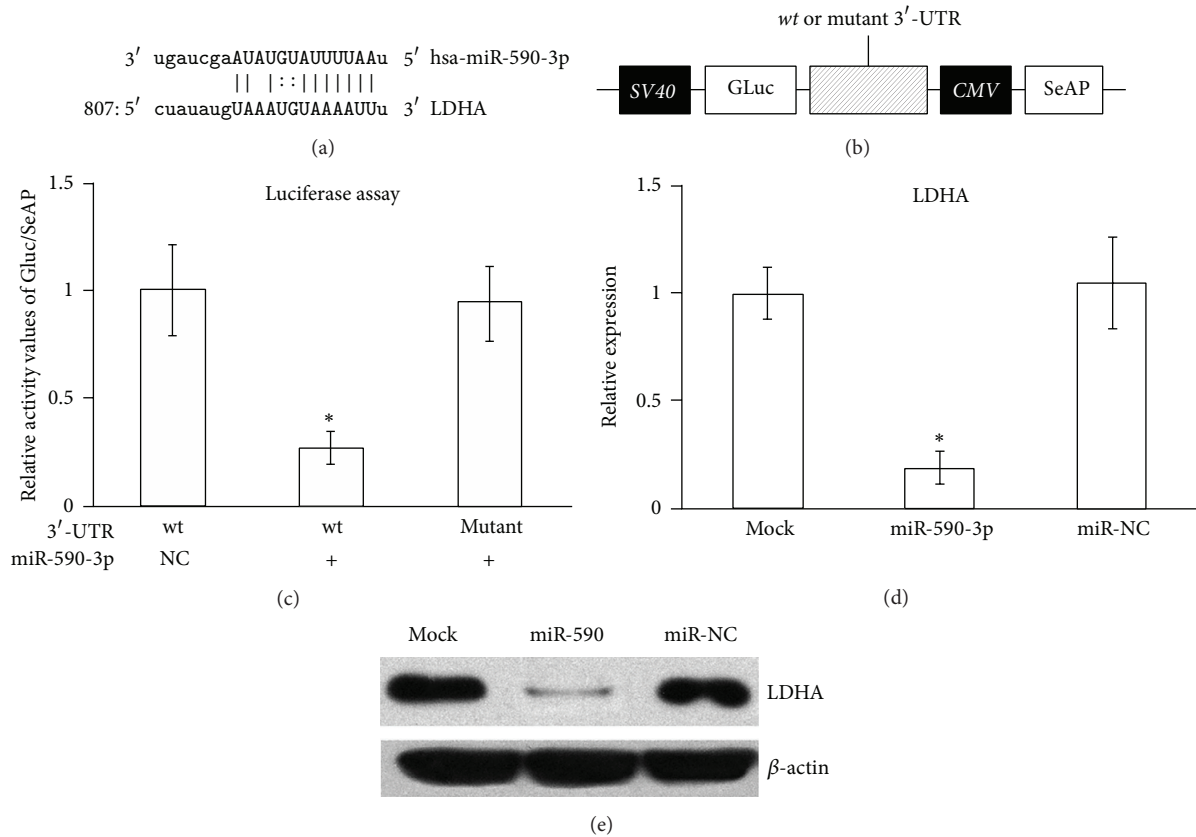 3′ ugaucgaAUAUGUAUUUUAAu 5′ hsa-miR-590-3p
|| |::|||||||
807: 5′ cuauaugUAAAUGUAAAAUUu 3′ LDHA
(a)
wt or mutant 3′-UTR
SV40 GLuc CMV SeAP
(b)
Luciferase assay
Relative activity values of Gluc/SeAP
1.5
1
0.5
0
*
3′-UTR wt wt Mutant
miR-590-3p NC + +
(c)
LDHA
Relative expression
1.5
1
0.5
0
*
Mock miR-590-3p miR-NC
(d)
Mock miR-590 miR-NC
LDHA
β-actin
(e)